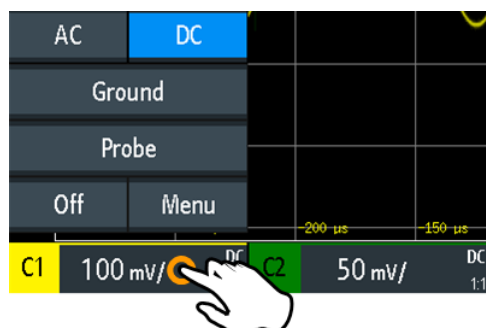 AC DC
Ground
Probe
Off Menu
-200 µs -150 µs
C1 100 mV/ DC C2 50 mV/ DC
1:1